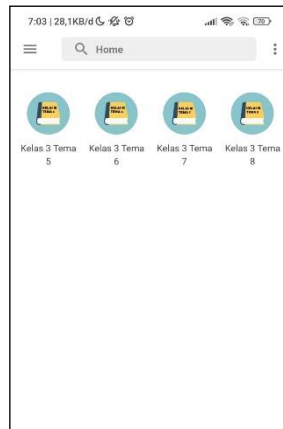 7:03 | 28,1KB/d
70
Home
Kelas 3 Tema 5
Kelas 3 Tema 6
Kelas 3 Tema 7
Kelas 3 Tema 8